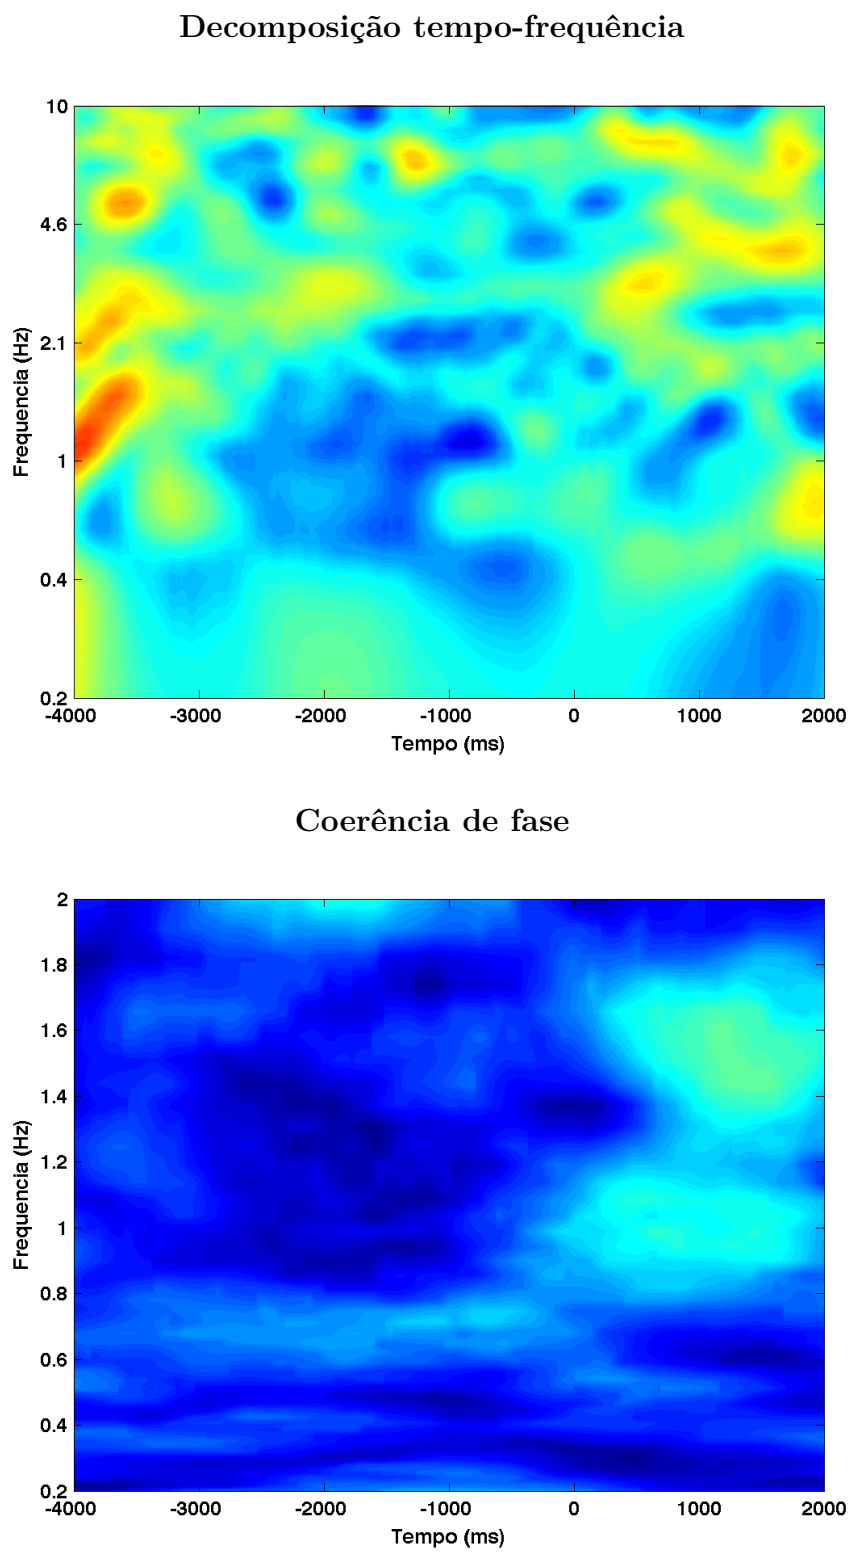 Decomposição tempo-frequência
10
4.6
2.1
1
0.4
0.2
Frequencia (Hz)
-4000 -3000 -2000 -1000 0 1000 2000
Tempo (ms)
Coerência de fase
2
1.8
1.6
1.4
1.2
1
0.8
0.6
0.4
0.2
Frequencia (Hz)
-4000 -3000 -2000 -1000 0 1000 2000
Tempo (ms)